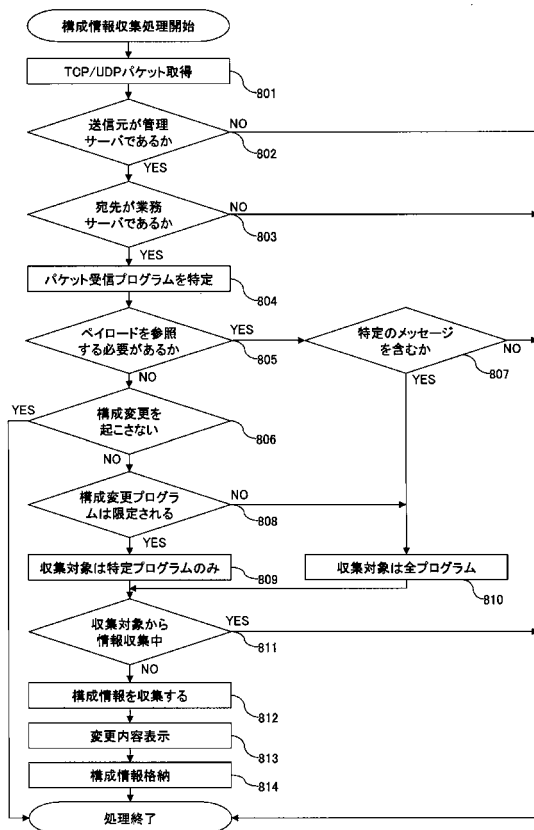 構成情報収集処理開始
TCP/UDPパケット取得
801
送信元が管理
サーバであるか
NO
802
YES
宛先が業務
サーバであるか
NO
803
YES
パケット受信プログラムを特定
804
ペイロードを参照
する必要があるか
YES
805
NO
特定のメッセージ
を含むか
NO
807
YES
YES
構成変更を
起こさない
806
NO
構成変更プログラ
ムは限定される
NO
808
YES
収集対象は特定プログラムのみ
809
収集対象は全プログラム
810
収集対象から
情報収集中
YES
811
NO
構成情報を収集する
812
変更内容表示
813
構成情報格納
814
処理終了